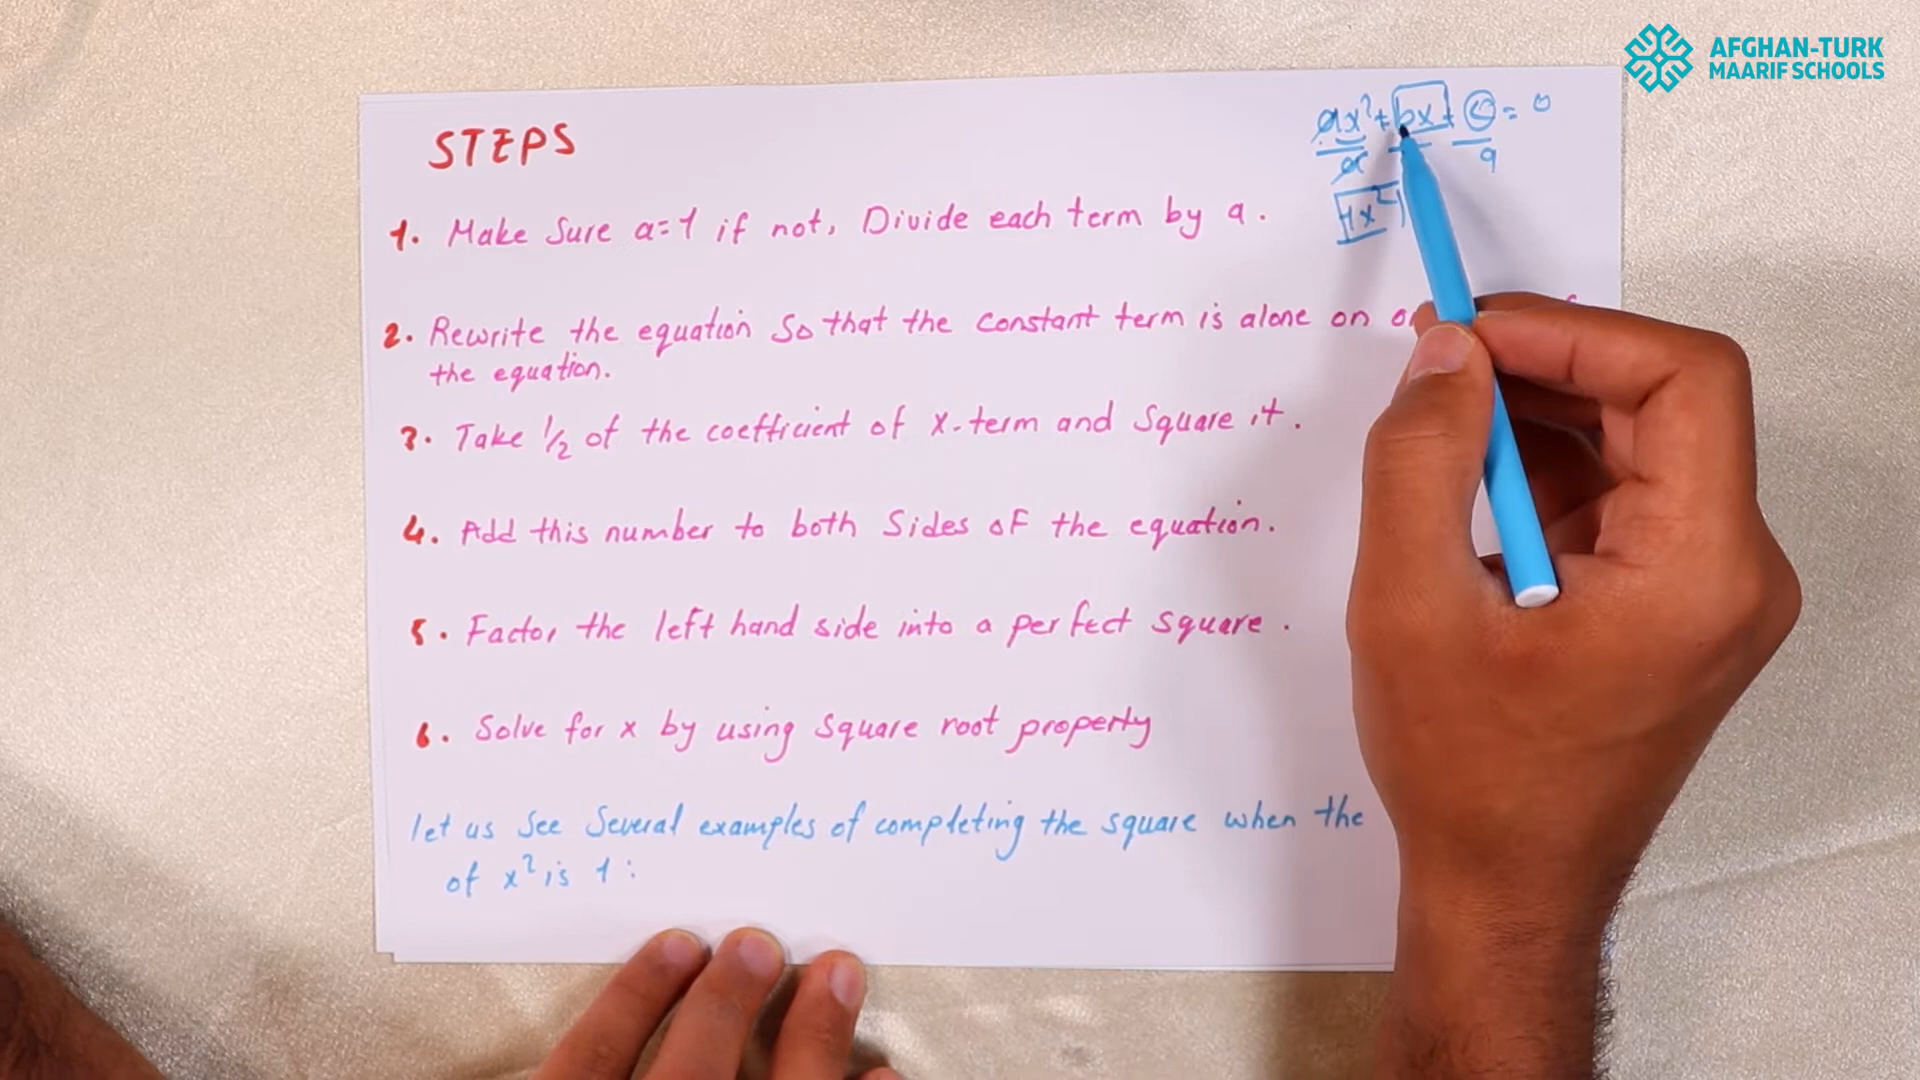 AFGHAN-TURK
MAARIF SCHOOLS
ax² + bx + c = 0
a a
1x²
STEPS
1. Make Sure a=1 if not, Divide each term by a.
2. Rewrite the equation So that the constant term is alone on
the equation.
3. Take 1/2 of the coefficient of x-term and Square it.
4. Add this number to both Sides of the equation.
5. Factor the left hand side into a perfect square.
6. Solve for x by using square root property
let us see Several examples of completing the square when the
of x² is 1: